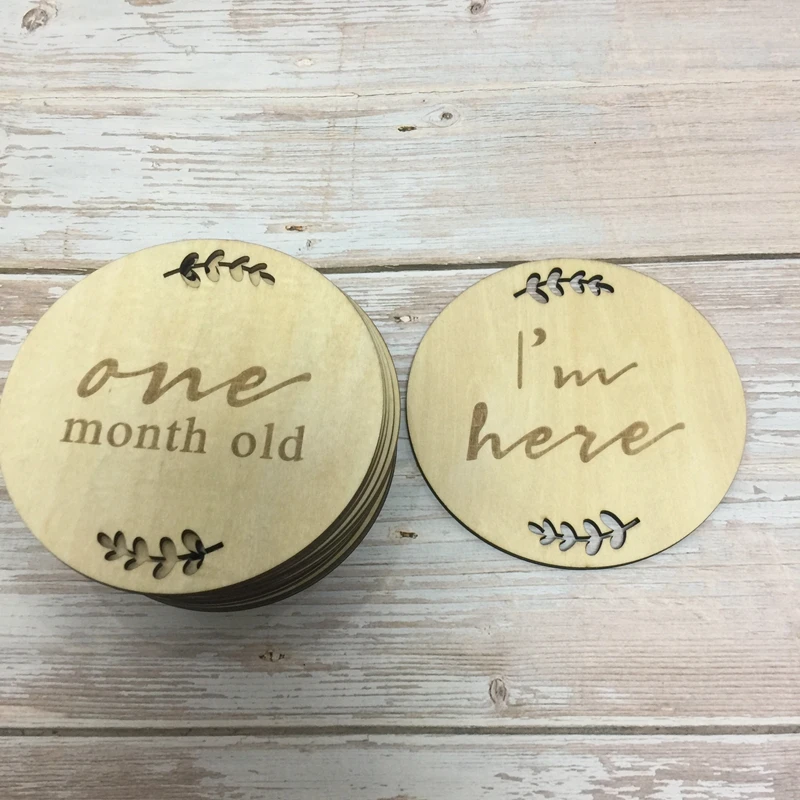 one
month old
I'm
here